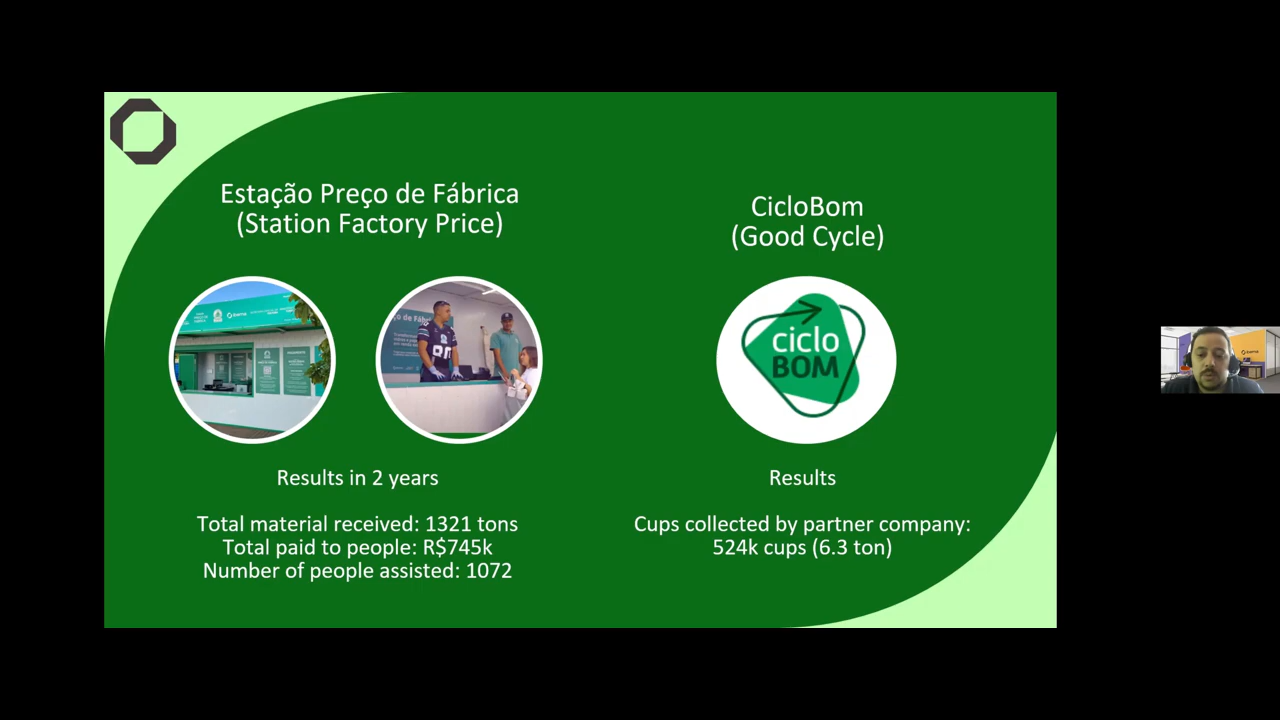 Estação Preço de Fábrica
(Station Factory Price)
CicloBom
(Good Cycle)
ciclo
BOM
Results in 2 years
Total material received: 1321 tons
Total paid to people: R$745k
Number of people assisted: 1072
Results
Cups collected by partner company:
524k cups (6.3 ton)